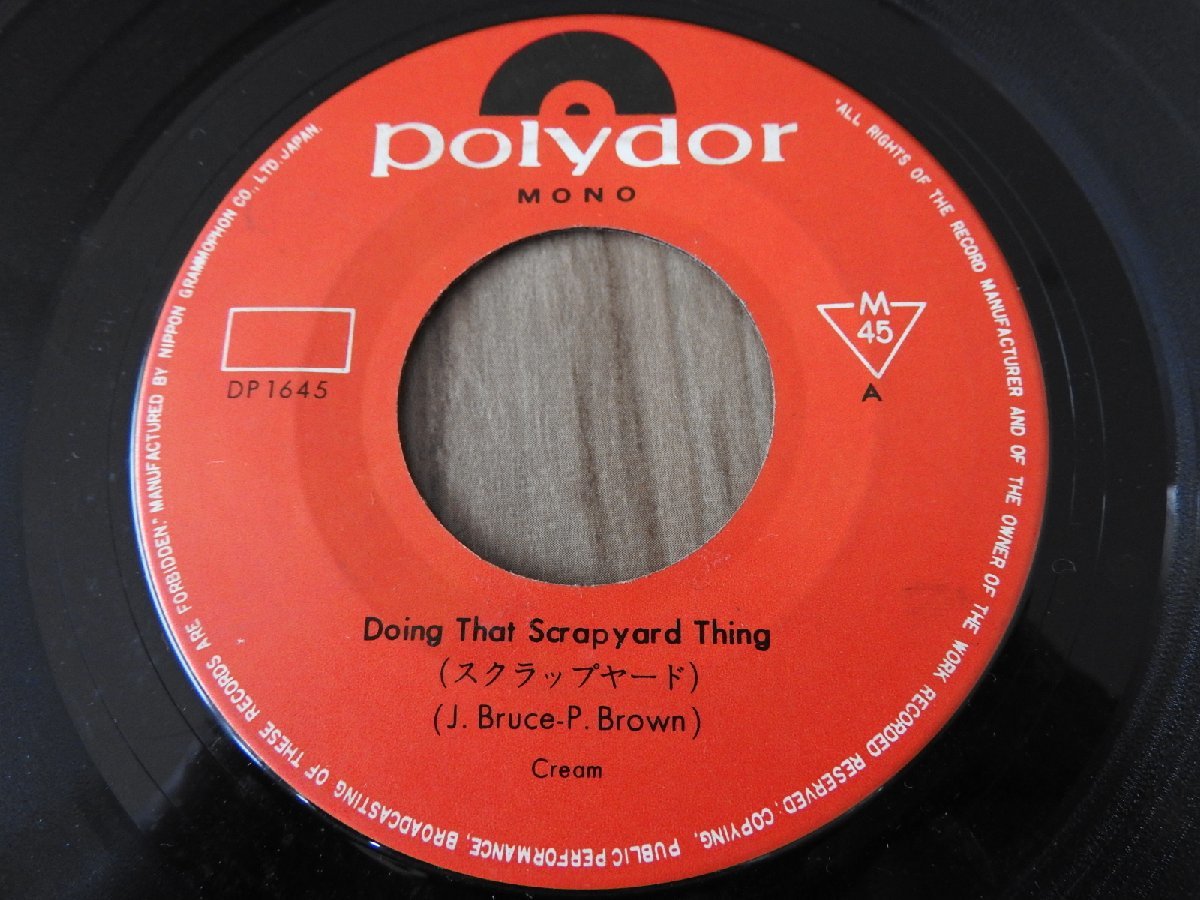 polydor
MONO
DP 1645
M
45
A
Doing That Scrapyard Thing
(スクラップヤード)
(J. Bruce-P. Brown)
Cream
"ALL RIGHTS OF THE RECORD MANUFACTURER AND OF THE OWNER OF THE WORK RECORDED RESERVED; COPYING, PUBLIC PERFORMANCE, BROADCASTING OF THESE RECORDS ARE FORBIDDEN." MANUFACTURED BY NIPPON GRAMMOPHON CO., LTD. JAPAN.